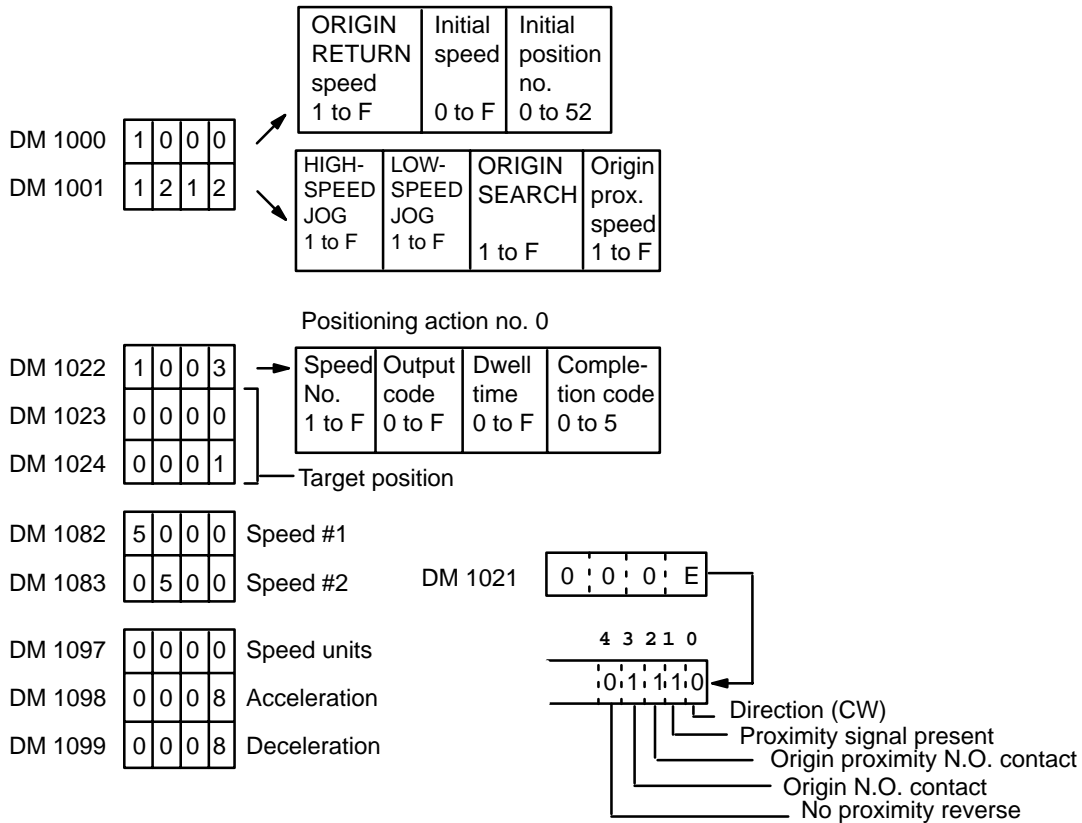 ORIGIN RETURN speed 1 to F
Initial speed 0 to F
Initial position no. 0 to 52
DM 1000 1 0 0 0
DM 1001 1 2 1 2
HIGH-SPEED JOG 1 to F
LOW-SPEED JOG 1 to F
ORIGIN SEARCH 1 to F
Origin prox. speed 1 to F
Positioning action no. 0
DM 1022 1 0 0 3
Speed No. 1 to F
Output code 0 to F
Dwell time 0 to F
Comple-tion code 0 to 5
DM 1023 0 0 0 0
DM 1024 0 0 0 1
Target position
DM 1082 5 0 0 0 Speed #1
DM 1083 0 5 0 0 Speed #2
DM 1097 0 0 0 0 Speed units
DM 1098 0 0 0 8 Acceleration
DM 1099 0 0 0 8 Deceleration
DM 1021 0 0 0 E
4 3 2 1 0
0 1 1 1 0
Direction (CW)
Proximity signal present
Origin proximity N.O. contact
Origin N.O. contact
No proximity reverse